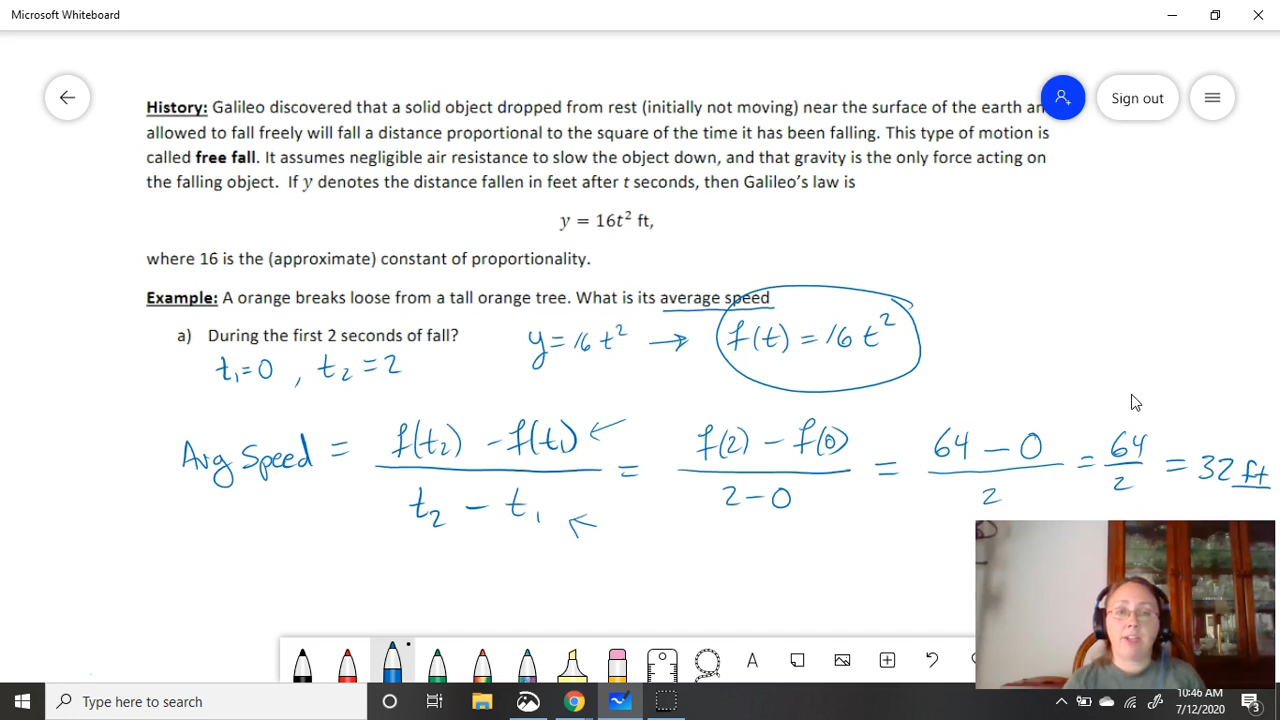 Microsoft Whiteboard
Sign out
History: Galileo discovered that a solid object dropped from rest (initially not moving) near the surface of the earth an
allowed to fall freely will fall a distance proportional to the square of the time it has been falling. This type of motion is
called free fall. It assumes negligible air resistance to slow the object down, and that gravity is the only force acting on
the falling object. If y denotes the distance fallen in feet after t seconds, then Galileo's law is
y = 16t² ft,
where 16 is the (approximate) constant of proportionality.
Example: A orange breaks loose from a tall orange tree. What is its average speed
a) During the first 2 seconds of fall? y = 16t² → f(t) = 16t²
t₁=0 , t₂ = 2
Avg Speed = f(t₂) - f(t₁) / t₂ - t₁ = f(2) - f(0) / 2-0 = 64 - 0 / 2 = 64 / 2 = 32 ft
A
Type here to search
10:46 AM
7/12/2020
3